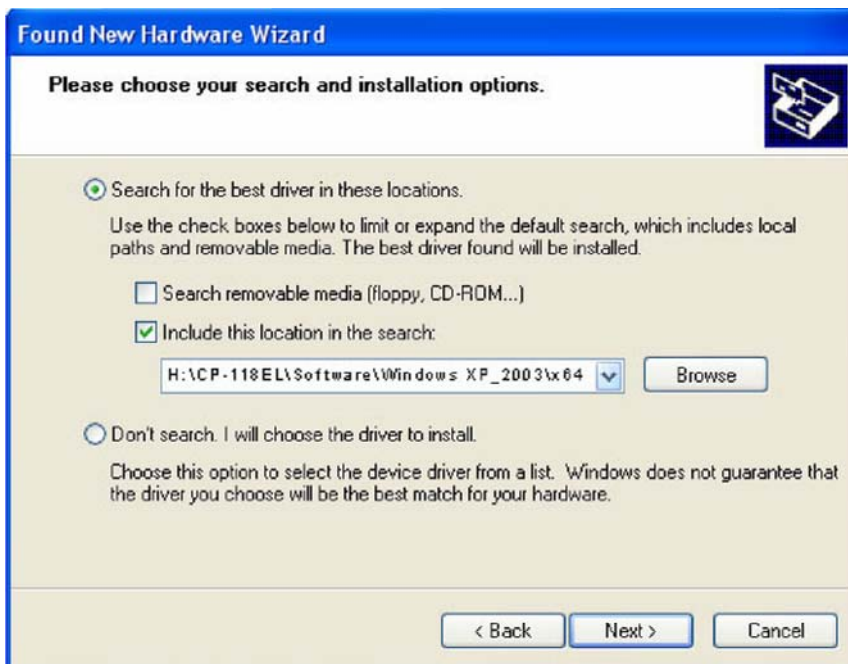 Found New Hardware Wizard
Please choose your search and installation options.
Search for the best driver in these locations.
Use the check boxes below to limit or expand the default search, which includes local
paths and removable media. The best driver found will be installed.
Search removable media (floppy, CD-ROM...)
Include this location in the search:
H:\CP-118EL\Software\Windows XP_2003\x64
Browse
Don't search. I will choose the driver to install.
Choose this option to select the device driver from a list.  Windows does not guarantee that
the driver you choose will be the best match for your hardware.
< Back
Next >
Cancel